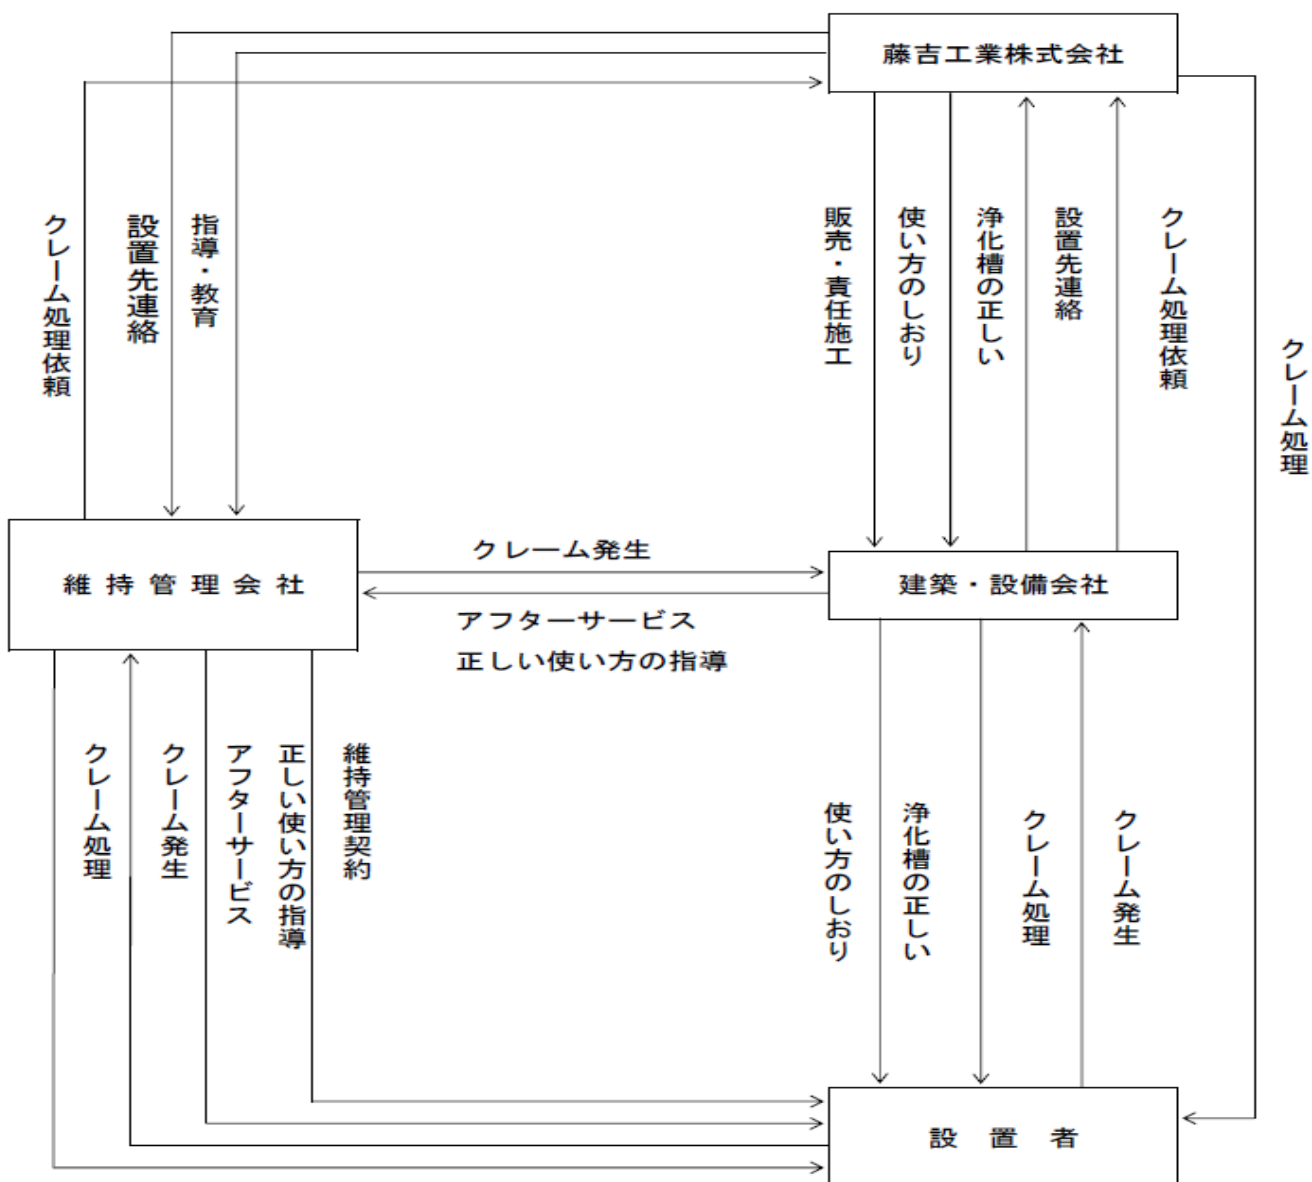 藤吉工業株式会社
クレーム処理依頼
設置先連絡
指導・教育
販売・責任施工
浄化槽の正しい
使い方のしおり
設置先連絡
クレーム処理依頼
クレーム処理
維持管理会社
クレーム発生
建築・設備会社
アフターサービス
正しい使い方の指導
クレーム処理
クレーム発生
アフターサービス
正しい使い方の指導
維持管理契約
浄化槽の正しい
使い方のしおり
クレーム処理
クレーム発生
設置者